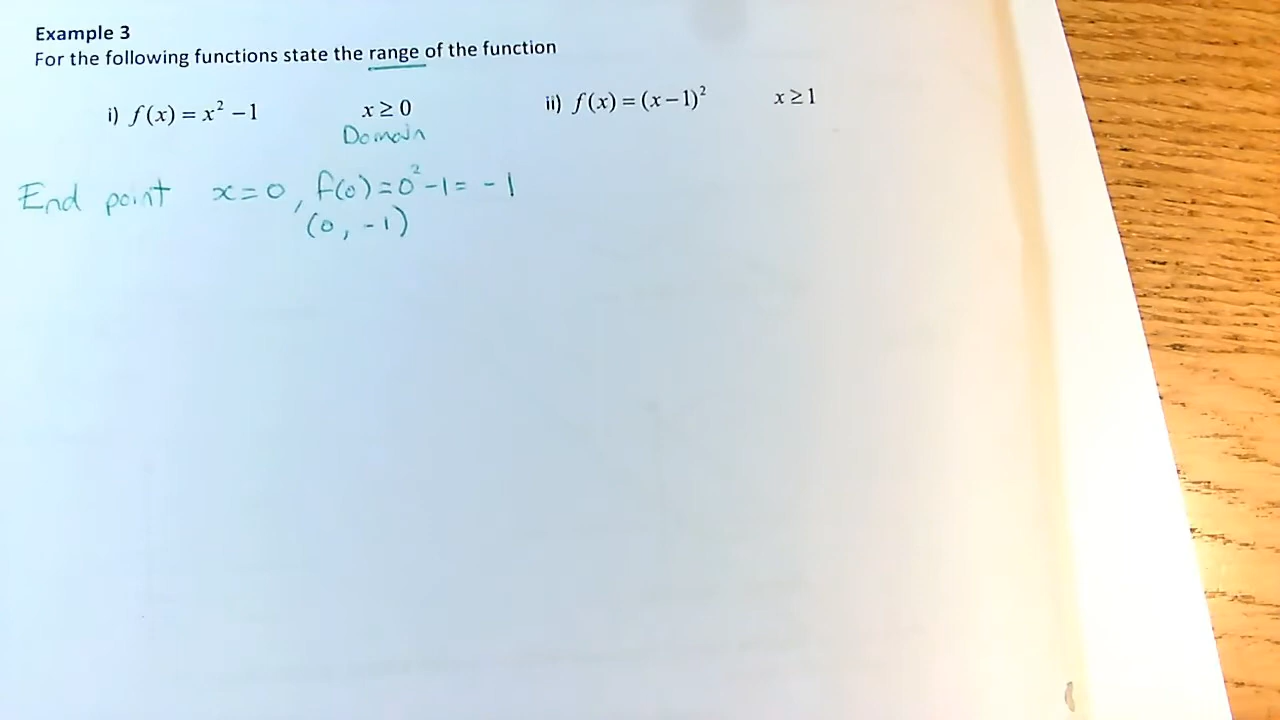 Example 3
For the following functions state the range of the function
i) f(x) = x² − 1 x ≥ 0 ii) f(x) = (x − 1)² x ≥ 1
Domain
End point x = 0, f(0) = 0² − 1 = − 1
(0, − 1)